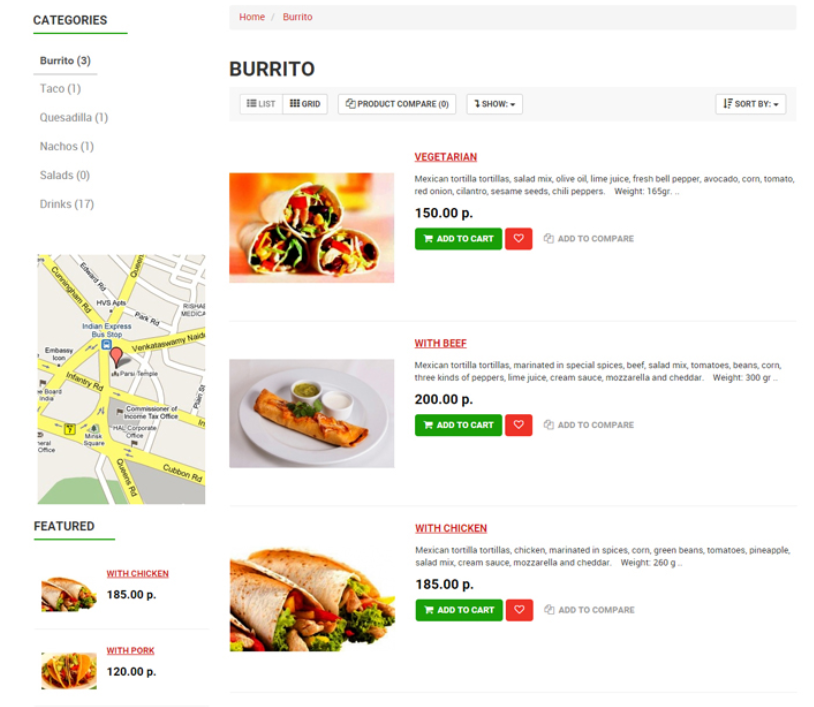 CATEGORIES
Burrito (3)
Taco (1)
Quesadilla (1)
Nachos (1)
Salads (0)
Drinks (17)
Cunningham Rd
Edward Rd
Queen
HVS Apts
Park Rd
RISHAB
MEDICA
Indian Express
Bus Stop
Venkataswamy Naidu
Embassy
Icon
Parsi Temple
Infantry Rd
Board
India
Plain St
Commissioner of
Income Tax Office
HAL Corporate
Office
Minsk
Square
Office
Queens Rd
Cubbon Rd
FEATURED
WITH CHICKEN
185.00 р.
WITH PORK
120.00 р.
Home / Burrito
BURRITO
LIST GRID PRODUCT COMPARE (0) SHOW: SORT BY:
VEGETARIAN
Mexican tortilla tortillas, salad mix, olive oil, lime juice, fresh bell pepper, avocado, corn, tomato,
red onion, cilantro, sesame seeds, chili peppers. Weight: 165gr. ..
150.00 р.
ADD TO CART ADD TO COMPARE
WITH BEEF
Mexican tortilla tortillas, marinated in special spices, beef, salad mix, tomatoes, beans, corn,
three kinds of peppers, lime juice, cream sauce, mozzarella and cheddar. Weight: 300 gr ..
200.00 р.
ADD TO CART ADD TO COMPARE
WITH CHICKEN
Mexican tortilla tortillas, chicken, marinated in spices, corn, green beans, tomatoes, pineapple,
salad mix, cream sauce, mozzarella and cheddar. Weight: 260 g ..
185.00 р.
ADD TO CART ADD TO COMPARE